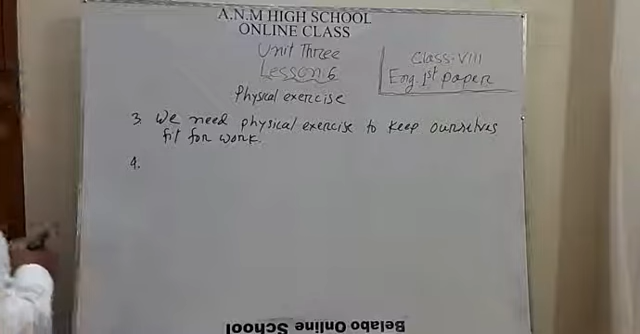 A.N.M HIGH SCHOOL
ONLINE CLASS
Unit Three
Lesson 6
Class-VIII
Eng. 1st paper
Physical exercise
3. We need physical exercise to keep ourselves
fit for work.
4.
Belabo Online School